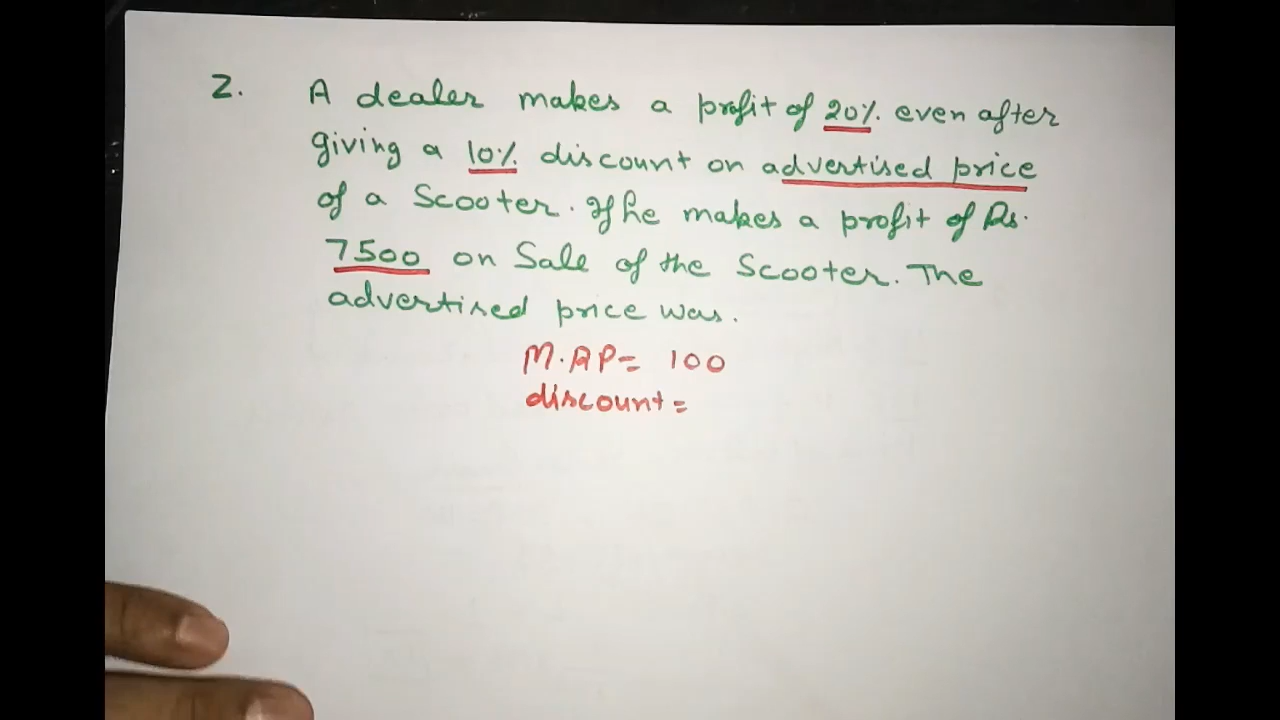 2. A dealer makes a profit of 20%. even after
giving a 10% discount on advertised price
of a Scooter. If he makes a profit of Rs.
7500 on Sale of the Scooter. The
advertised price was.
M.RP= 100
discount=